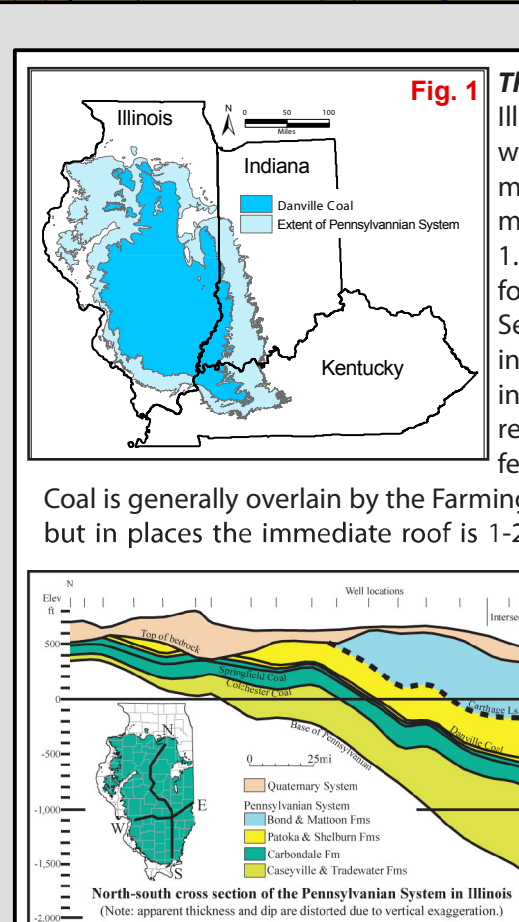 Fig. 1
Illinois
N
0 50 100
Miles
Indiana
Danville Coal
Extent of Pennsylvannian System
Kentucky
Ill
w
m
m
1.
fo
Se
in
in
re
fe
Coal is generally overlain by the Farming
but in places the immediate roof is 1-2
N
Elev
ft
Well locations
Interse
500
0
-500
-1,000
-1,500
-2,000
Top of bedrock
Springfield Coal
Colchester Coal
Base of Pennsylvanian
Carthage Ls
Danville Coal
N
W
E
S
0 25mi
Quaternary System
Pennsylvanian System
Bond & Mattoon Fms
Patoka & Shelburn Fms
Carbondale Fm
Caseyville & Tradewater Fms
North-south cross section of the Pennsylvanian System in Illinois
(Note: apparent thickness and dip are distorted due to vertical exaggeration.)